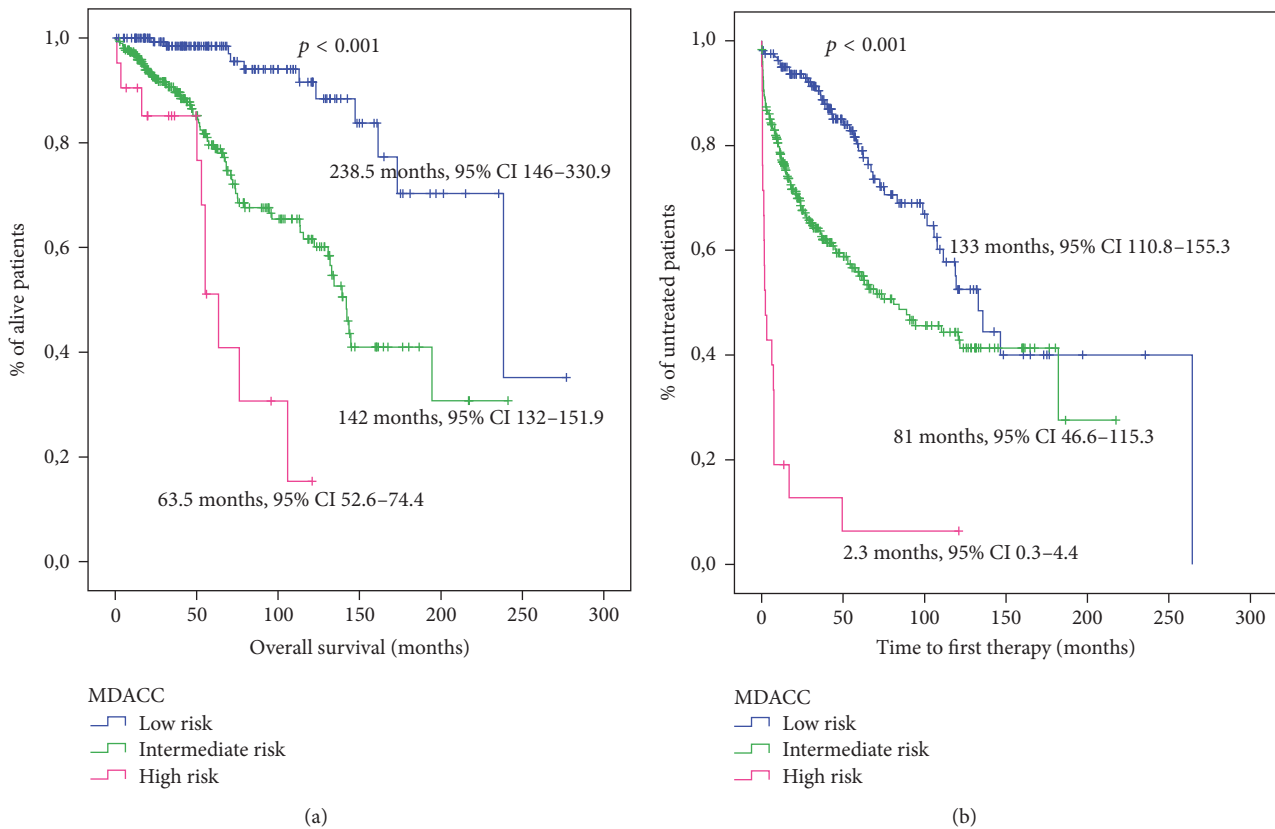 % of alive patients
1,0
0,8
0,6
0,4
0,2
0,0
p < 0.001
238.5 months, 95% CI 146–330.9
142 months, 95% CI 132–151.9
63.5 months, 95% CI 52.6–74.4
0 50 100 150 200 250 300
Overall survival (months)
MDACC
Low risk
Intermediate risk
High risk
(a)
% of untreated patients
1,0
0,8
0,6
0,4
0,2
0,0
p < 0.001
133 months, 95% CI 110.8–155.3
81 months, 95% CI 46.6–115.3
2.3 months, 95% CI 0.3–4.4
0 50 100 150 200 250 300
Time to first therapy (months)
MDACC
Low risk
Intermediate risk
High risk
(b)